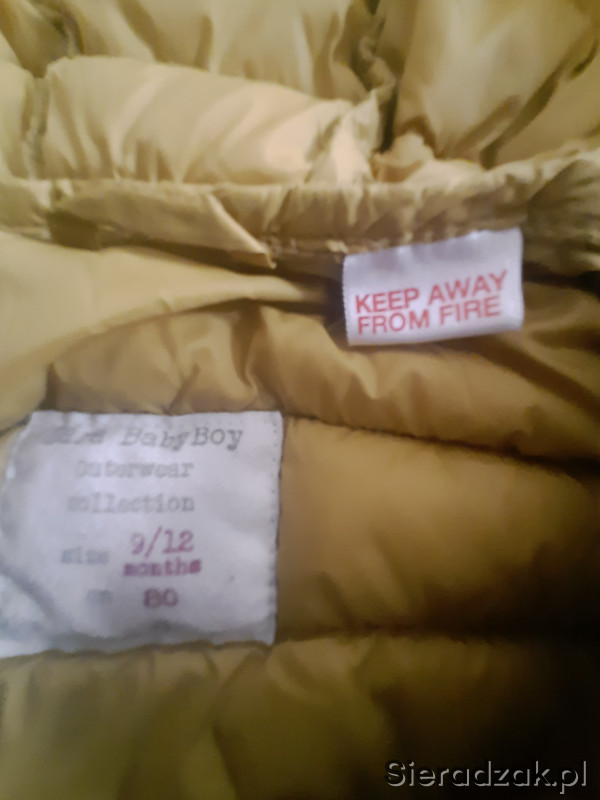 KEEP AWAY
FROM FIRE
BabyBoy
Outerwear
collection
size 9/12
months
80
Sieradzak.pl